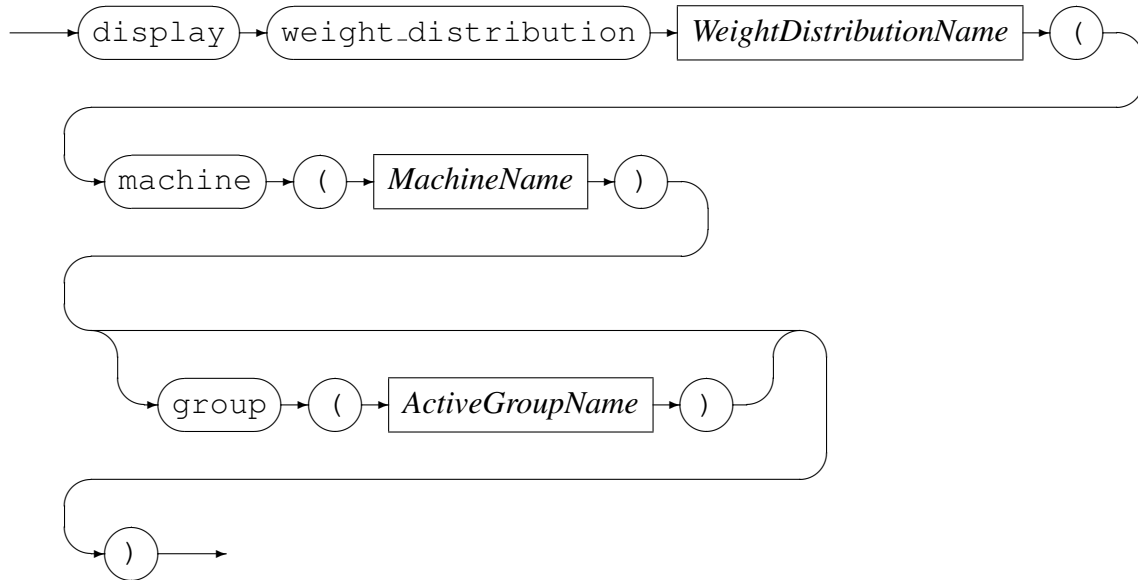 display weight_distribution WeightDistributionName (
machine ( MachineName )
group ( ActiveGroupName )
)